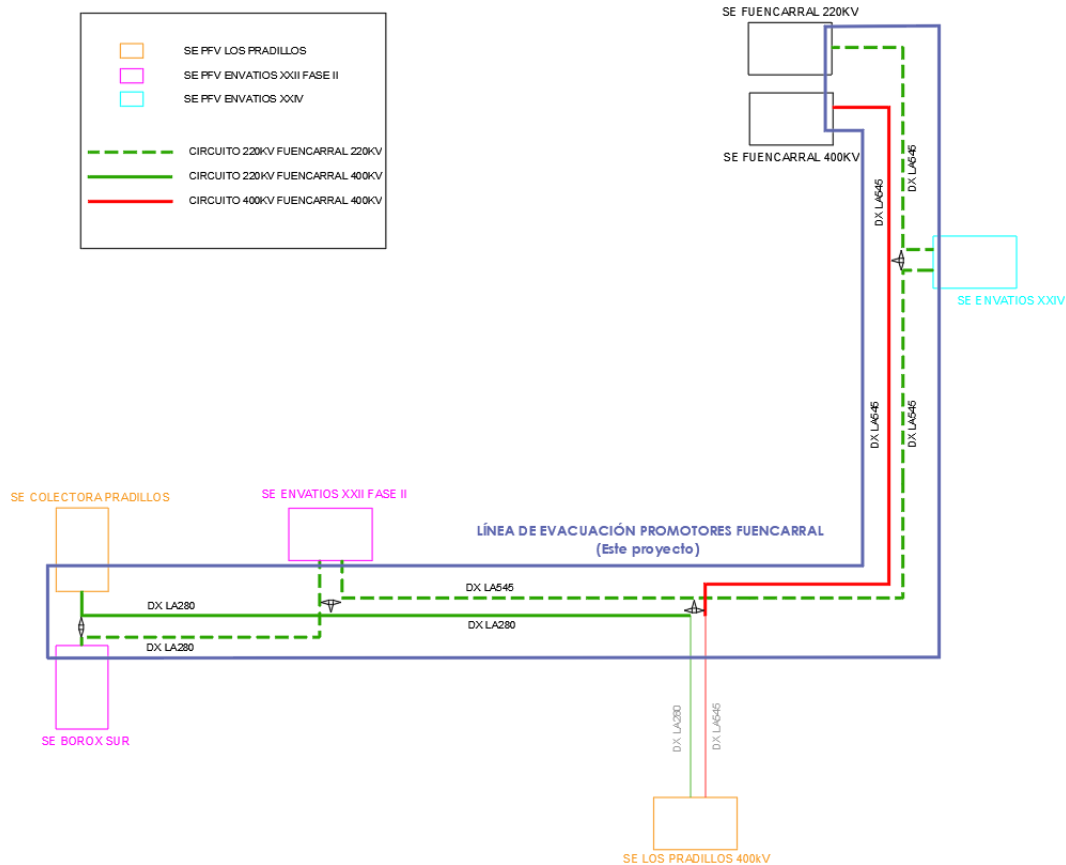 SE FUENCARRAL 220KV
SE PFV LOS PRADILLOS
SE PFV ENVATIOS XXII FASE II
SE PFV ENVATIOS XXIV
CIRCUITO 220KV FUENCARRAL 220KV
CIRCUITO 220KV FUENCARRAL 400KV
CIRCUITO 400KV FUENCARRAL 400KV
SE FUENCARRAL 400KV
DX LA545
DX LA545
SE ENVATIOS XXIV
DX LA545
DX LA545
SE COLECTORA PRADILLOS
SE ENVATIOS XXII FASE II
LÍNEA DE EVACUACIÓN PROMOTORES FUENCARRAL
(Este proyecto)
DX LA545
DX LA280
DX LA280
DX LA280
SE BOROX SUR
DX LA280
DX LA545
SE LOS PRADILLOS 400kV